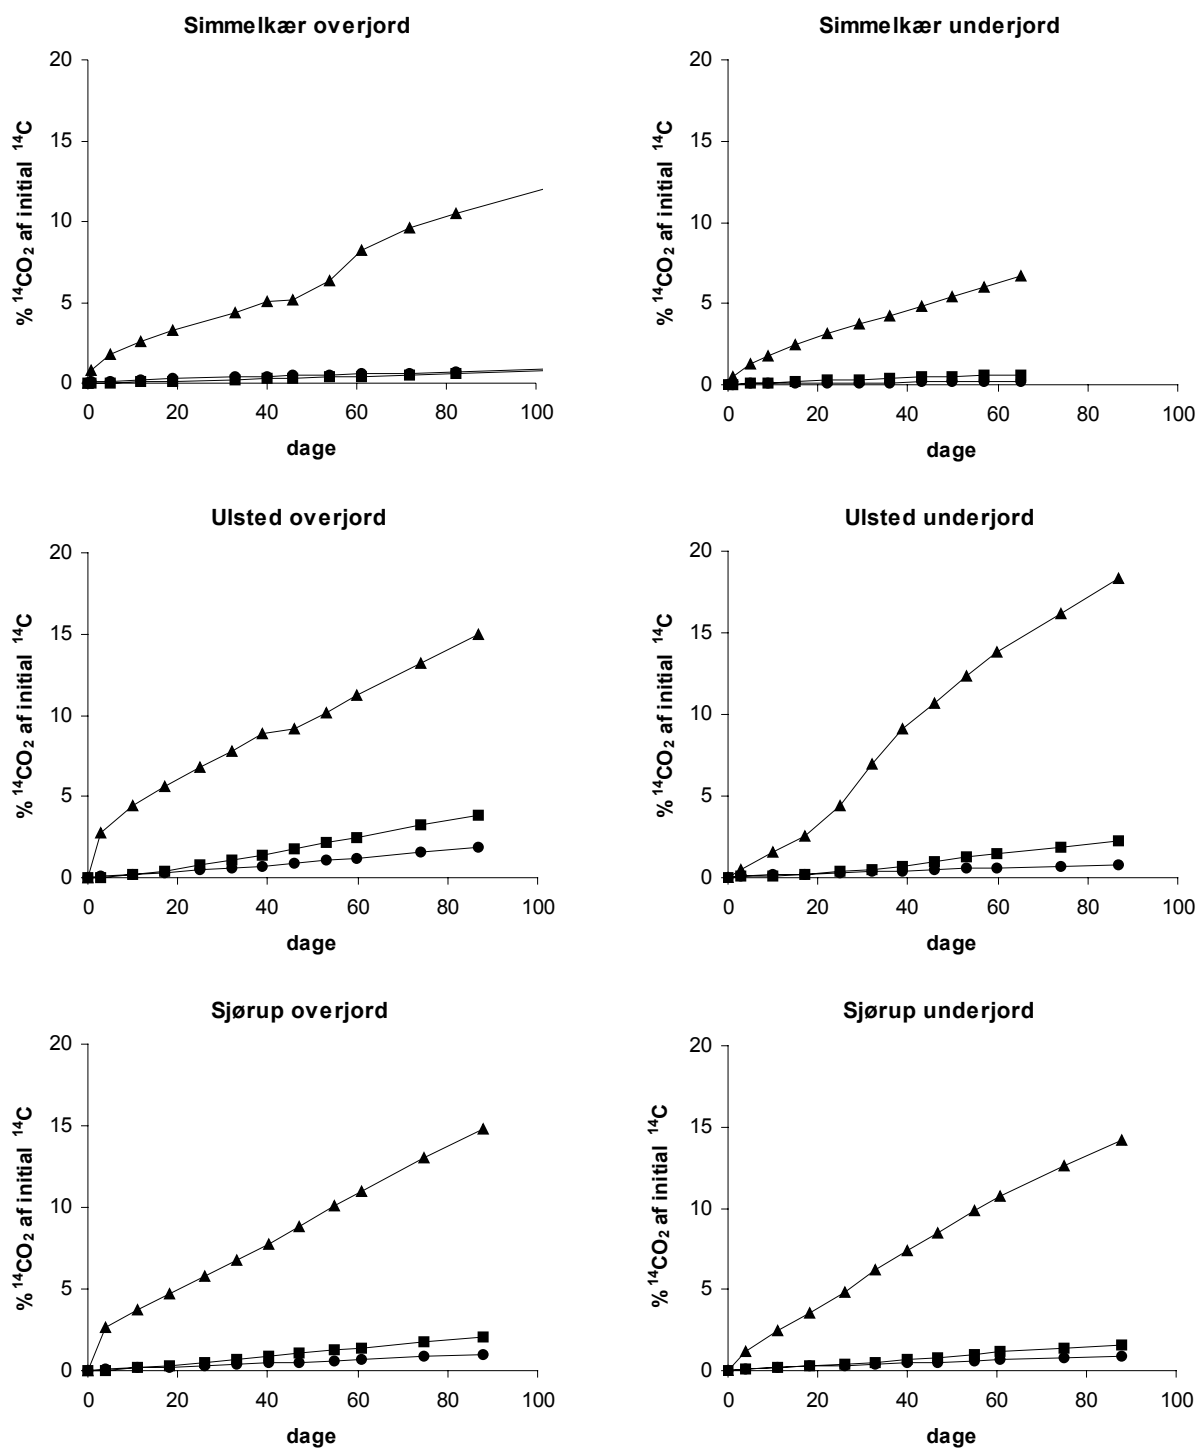 Simmelkær overjord
20
15
10
5
0
% ¹⁴CO₂ af initial ¹⁴C
0 20 40 60 80 100
dage
Simmelkær underjord
20
15
10
5
0
% ¹⁴CO₂ af initial ¹⁴C
0 20 40 60 80 100
dage
Ulsted overjord
20
15
10
5
0
% ¹⁴CO₂ af initial ¹⁴C
0 20 40 60 80 100
dage
Ulsted underjord
20
15
10
5
0
% ¹⁴CO₂ af initial ¹⁴C
0 20 40 60 80 100
dage
Sjørup overjord
20
15
10
5
0
% ¹⁴CO₂ af initial ¹⁴C
0 20 40 60 80 100
dage
Sjørup underjord
20
15
10
5
0
% ¹⁴CO₂ af initial ¹⁴C
0 20 40 60 80 100
dage